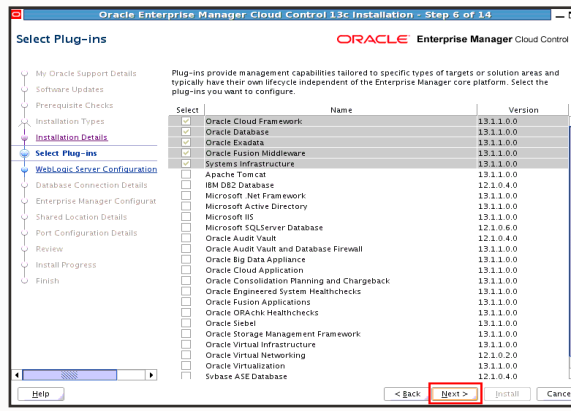 Oracle Enterprise Manager Cloud Control 13c Installation - Step 6 of 14
Select Plug-ins
ORACLE Enterprise Manager Cloud Control
My Oracle Support Details
Software Updates
Prerequisite Checks
Installation Types
Installation Details
Select Plug-ins
WebLogic Server Configuration
Database Connection Details
Enterprise Manager Configurat
Shared Location Details
Port Configuration Details
Review
Install Progress
Finish
Plug-ins provide management capabilities tailored to specific types of targets or solution areas and
typically have their own lifecycle independent of the Enterprise Manager core platform. Select the
plug-ins you want to configure.
Select Name Version
Oracle Cloud Framework 13.1.1.0.0
Oracle Database 13.1.1.0.0
Oracle Exadata 13.1.1.0.0
Oracle Fusion Middleware 13.1.1.0.0
Systems Infrastructure 13.1.1.0.0
Apache Tomcat 13.1.1.0.0
IBM DB2 Database 12.1.0.4.0
Microsoft .Net Framework 13.1.1.0.0
Microsoft Active Directory 13.1.1.0.0
Microsoft IIS 13.1.1.0.0
Microsoft SQLServer Database 12.1.0.6.0
Oracle Audit Vault 12.1.0.4.0
Oracle Audit Vault and Database Firewall 13.1.1.0.0
Oracle Big Data Appliance 13.1.1.0.0
Oracle Cloud Application 13.1.1.0.0
Oracle Consolidation Planning and Chargeback 13.1.1.0.0
Oracle Engineered System Healthchecks 13.1.1.0.0
Oracle Fusion Applications 13.1.1.0.0
Oracle ORAchk Healthchecks 13.1.1.0.0
Oracle Siebel 13.1.1.0.0
Oracle Storage Management Framework 13.1.1.0.0
Oracle Virtual Infrastructure 13.1.1.0.0
Oracle Virtual Networking 12.1.0.2.0
Oracle Virtualization 13.1.1.0.0
Sybase ASE Database 12.1.0.4.0
Help
< Back
Next >
Install
Cance